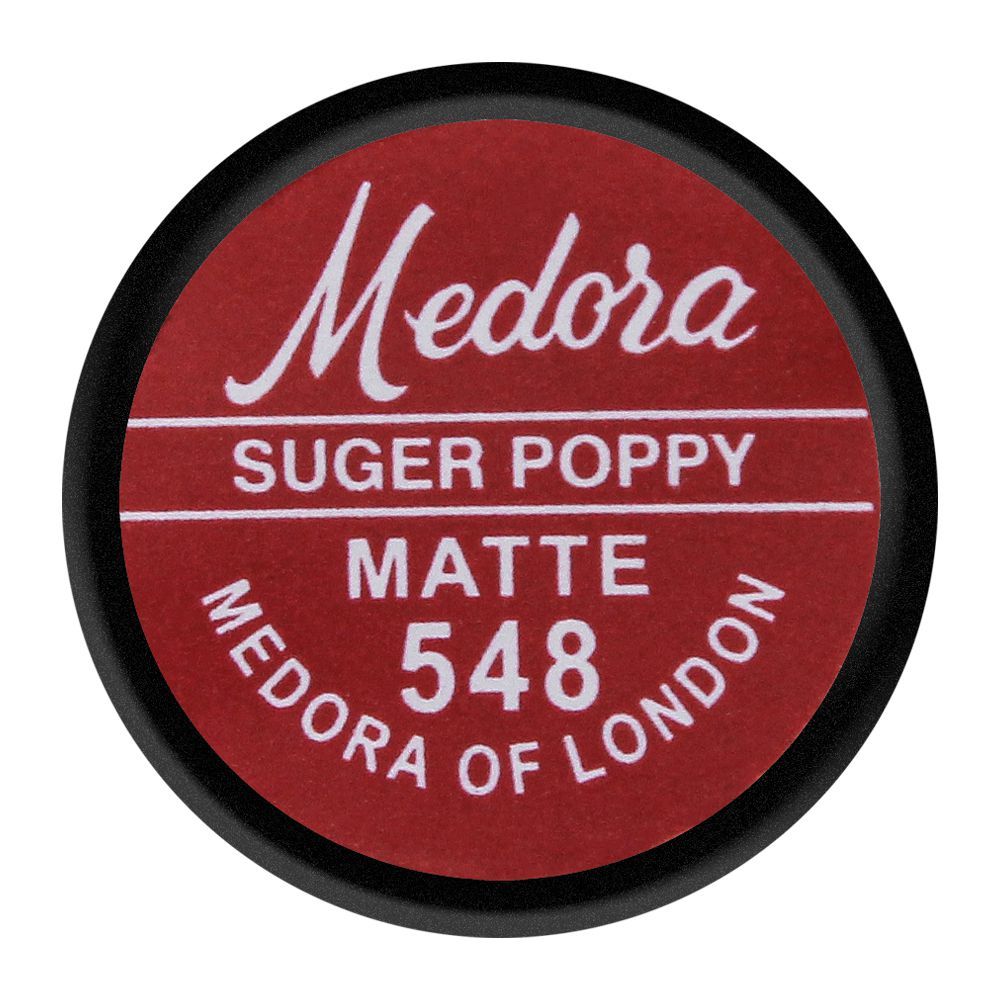 Medora
SUGER POPPY
MATTE
548
MEDORA OF LONDON